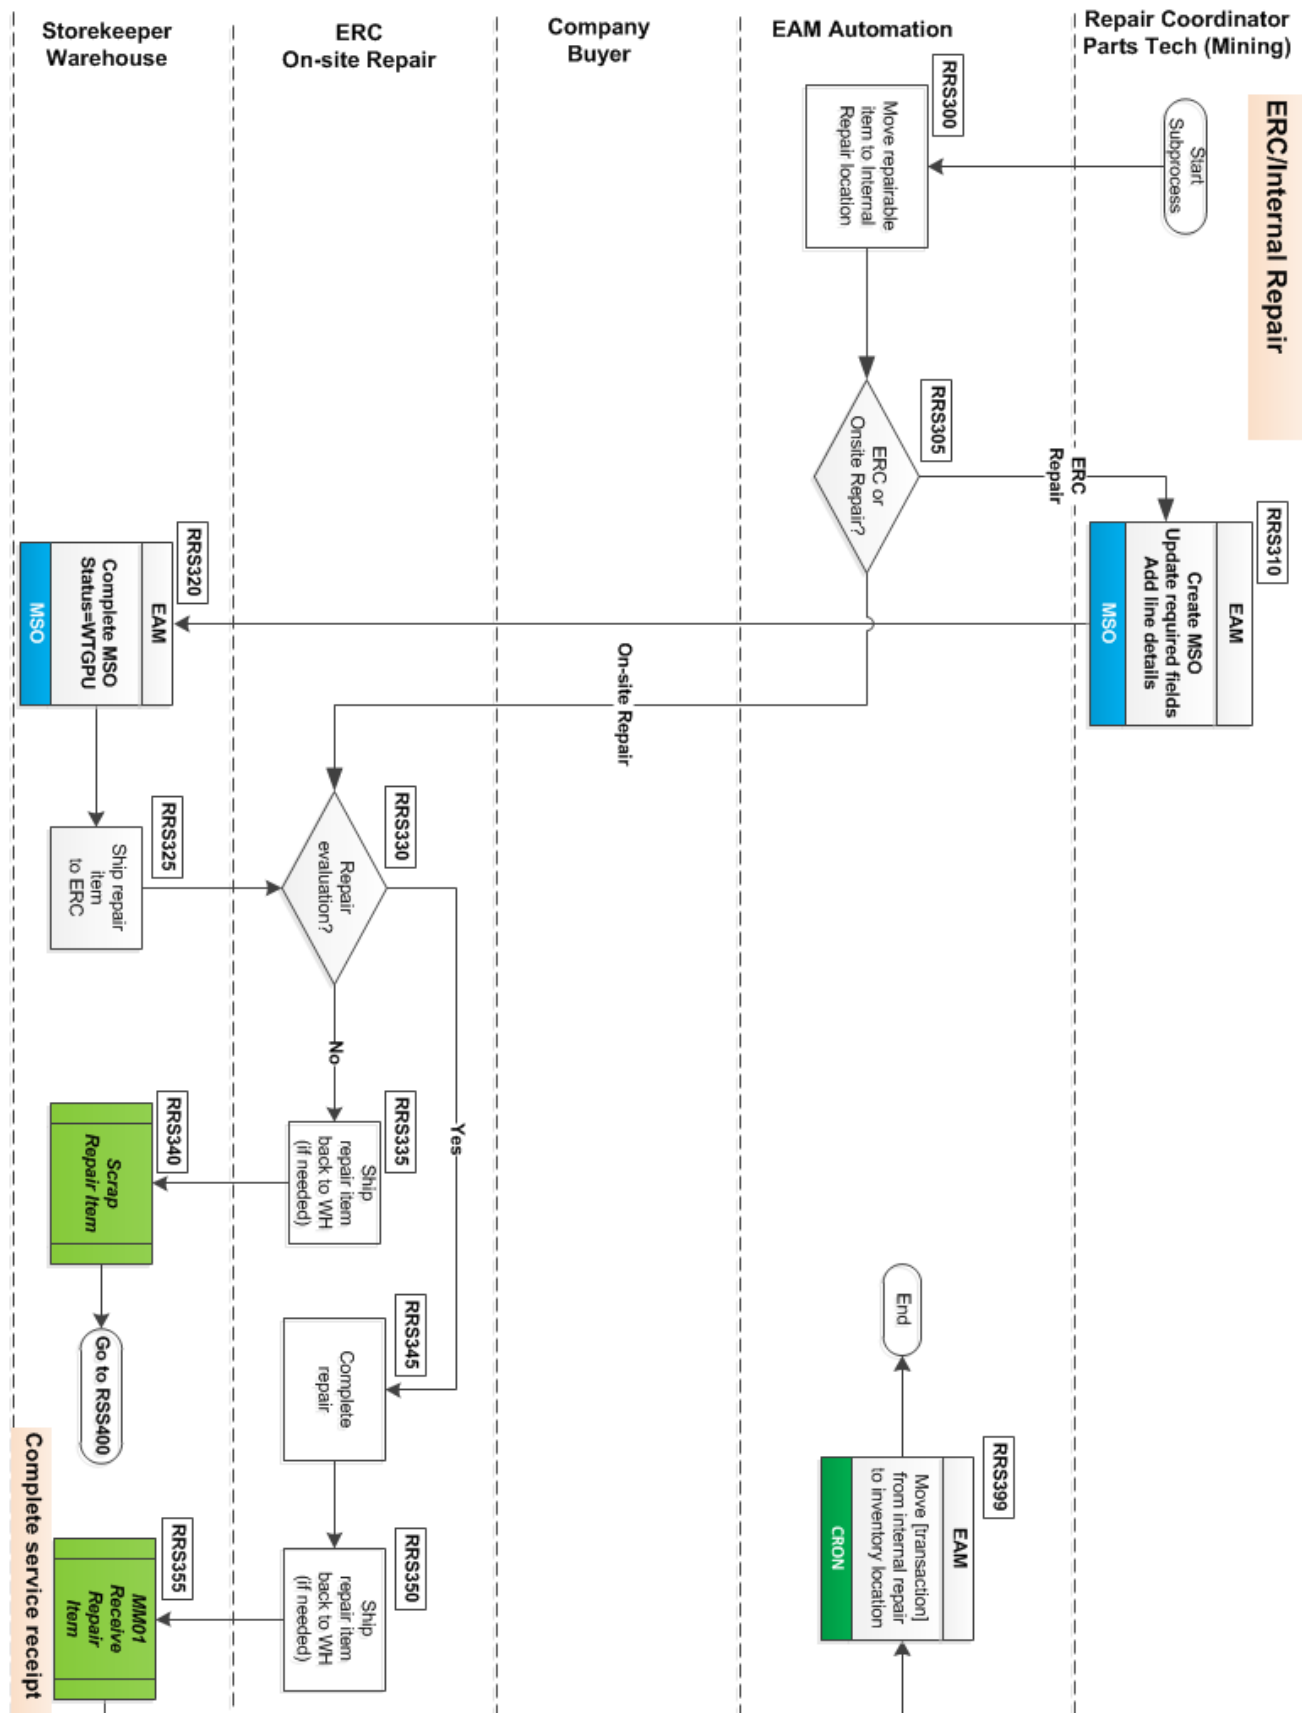 Storekeeper
Warehouse
ERC
On-site Repair
Company
Buyer
EAM Automation
Repair Coordinator
Parts Tech (Mining)
ERC/Internal Repair
Start
Subprocess
RRS300
Move repairable
item to Internal
Repair location
RRS305
ERC or
Onsite Repair?
ERC
Repair
RRS310
EAM
Create MSO
Update required fields
Add line details
MSO
On-site Repair
RRS320
EAM
Complete MSO
Status=WTGPU
MSO
RRS325
Ship repair
item
to ERC
RRS330
Repair
evaluation?
No
Yes
RRS335
Ship
repair item
back to WH
(if needed)
RRS340
Scrap
Repair Item
Go to RSS400
RRS345
Complete
repair
RRS350
Ship
repair item
back to WH
(if needed)
RRS355
MM01
Receive
Repair
Item
Complete service receipt
RRS399
EAM
Move [transaction]
from internal repair
to inventory location
CRON
End